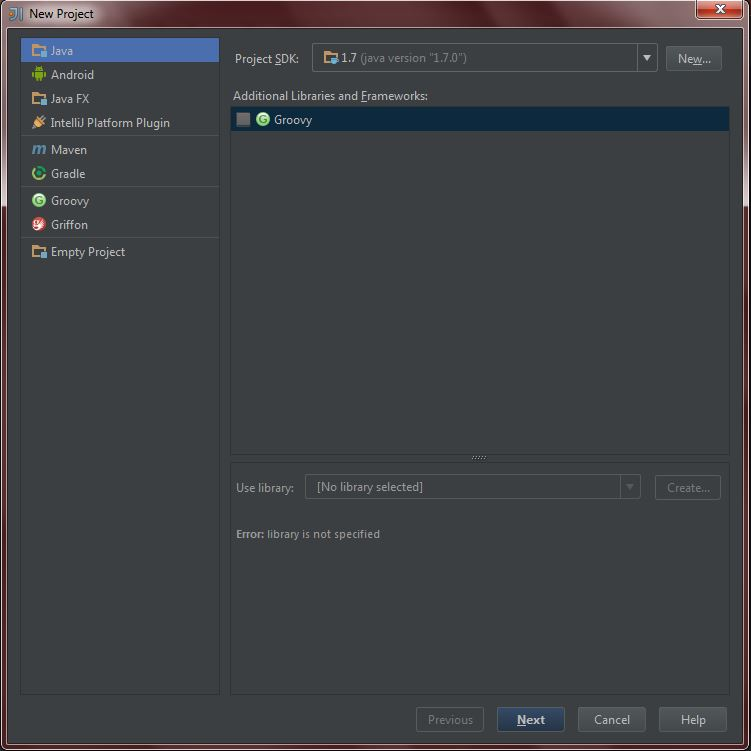 New Project
Java
Android
Java FX
IntelliJ Platform Plugin
Maven
Gradle
Groovy
Griffon
Empty Project
Project SDK: 1.7 (java version "1.7.0") New...
Additional Libraries and Frameworks:
Groovy
Use library: [No library selected] Create...
Error: library is not specified
Previous Next Cancel Help